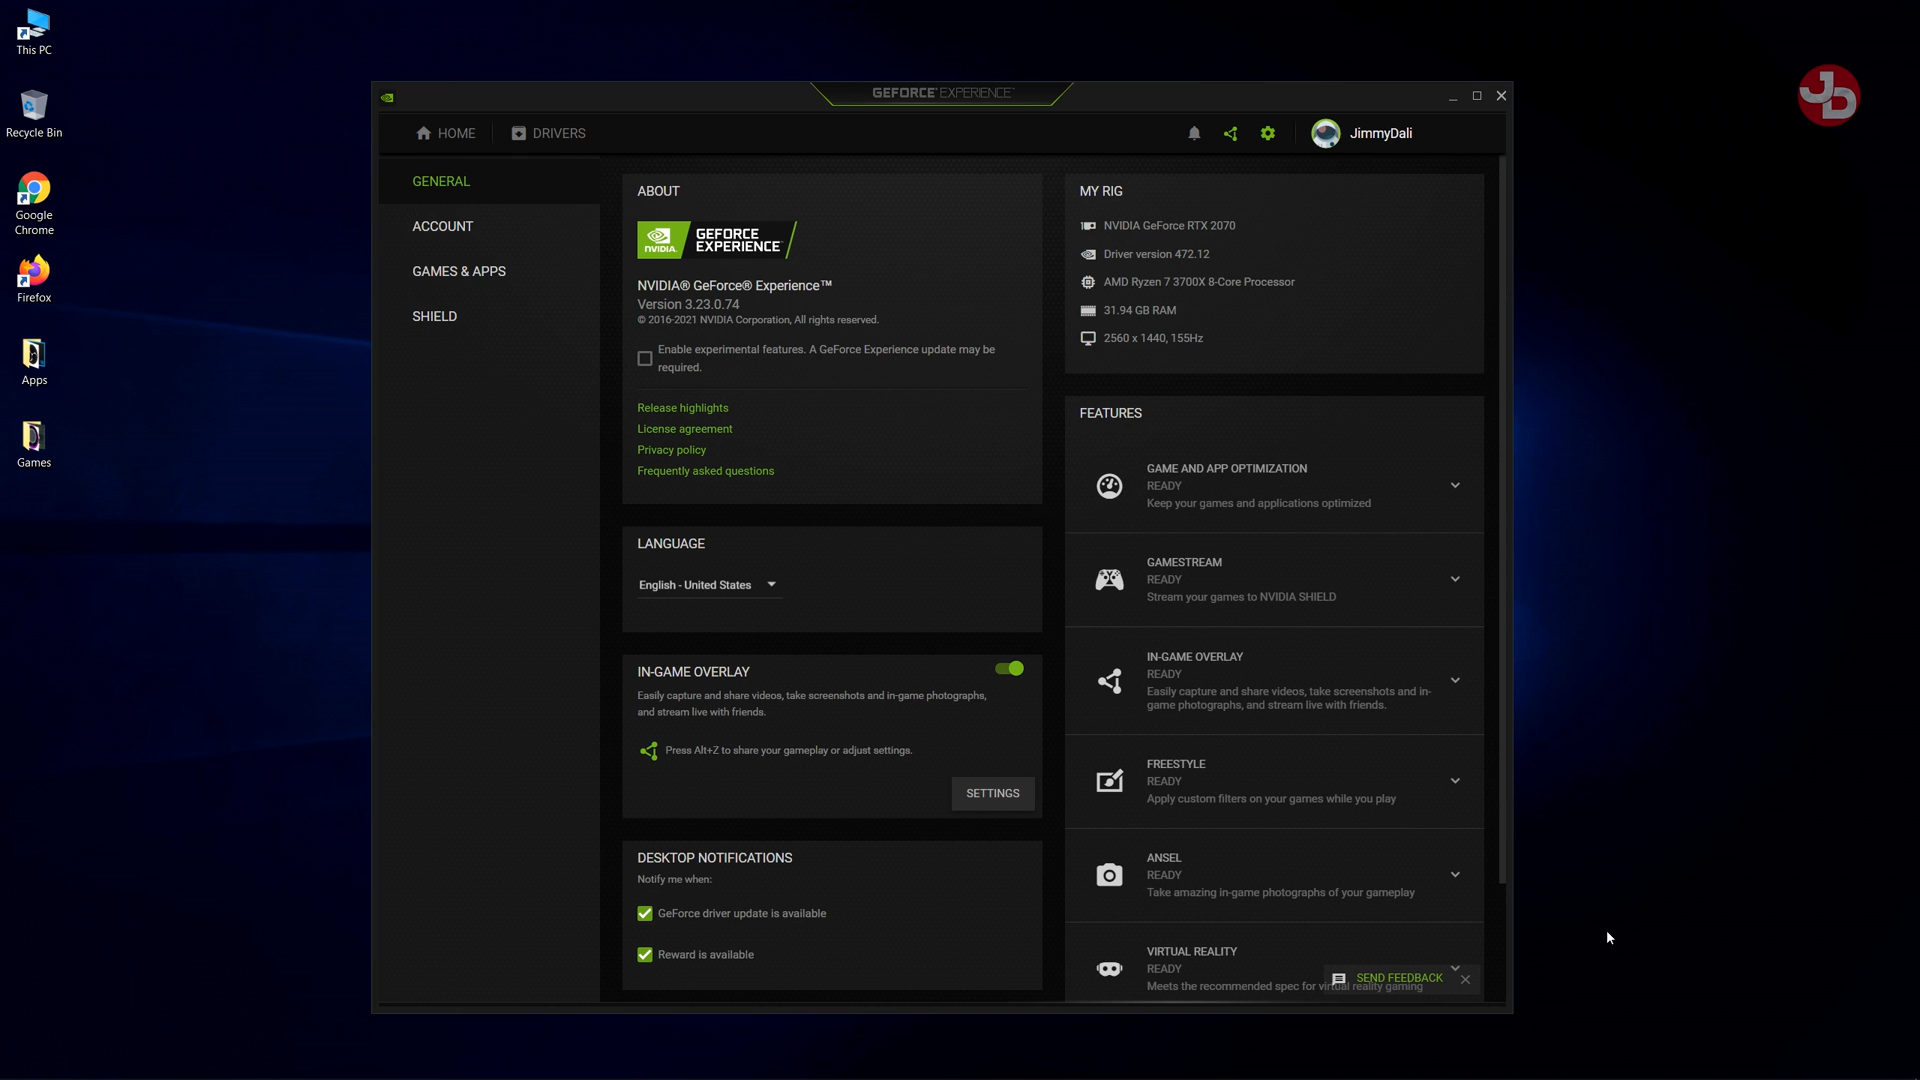 This PC
Recycle Bin
Google
Chrome
Firefox
Apps
Games
JD
GEFORCE® EXPERIENCE™
HOME
DRIVERS
JimmyDali
GENERAL
ACCOUNT
GAMES & APPS
SHIELD
ABOUT
NVIDIA.
GEFORCE
EXPERIENCE
NVIDIA® GeForce® Experience™
Version 3.23.0.74
© 2016-2021 NVIDIA Corporation, All rights reserved.
Enable experimental features. A GeForce Experience update may be
required.
Release highlights
License agreement
Privacy policy
Frequently asked questions
LANGUAGE
English - United States
IN-GAME OVERLAY
Easily capture and share videos, take screenshots and in-game photographs,
and stream live with friends.
Press Alt+Z to share your gameplay or adjust settings.
SETTINGS
DESKTOP NOTIFICATIONS
Notify me when:
GeForce driver update is available
Reward is available
MY RIG
NVIDIA GeForce RTX 2070
Driver version 472.12
AMD Ryzen 7 3700X 8-Core Processor
31.94 GB RAM
2560 x 1440, 155Hz
FEATURES
GAME AND APP OPTIMIZATION
READY
Keep your games and applications optimized
GAMESTREAM
READY
Stream your games to NVIDIA SHIELD
IN-GAME OVERLAY
READY
Easily capture and share videos, take screenshots and in-
game photographs, and stream live with friends.
FREESTYLE
READY
Apply custom filters on your games while you play
ANSEL
READY
Take amazing in-game photographs of your gameplay
VIRTUAL REALITY
READY
Meets the recommended spec for virtual reality gaming
SEND FEEDBACK